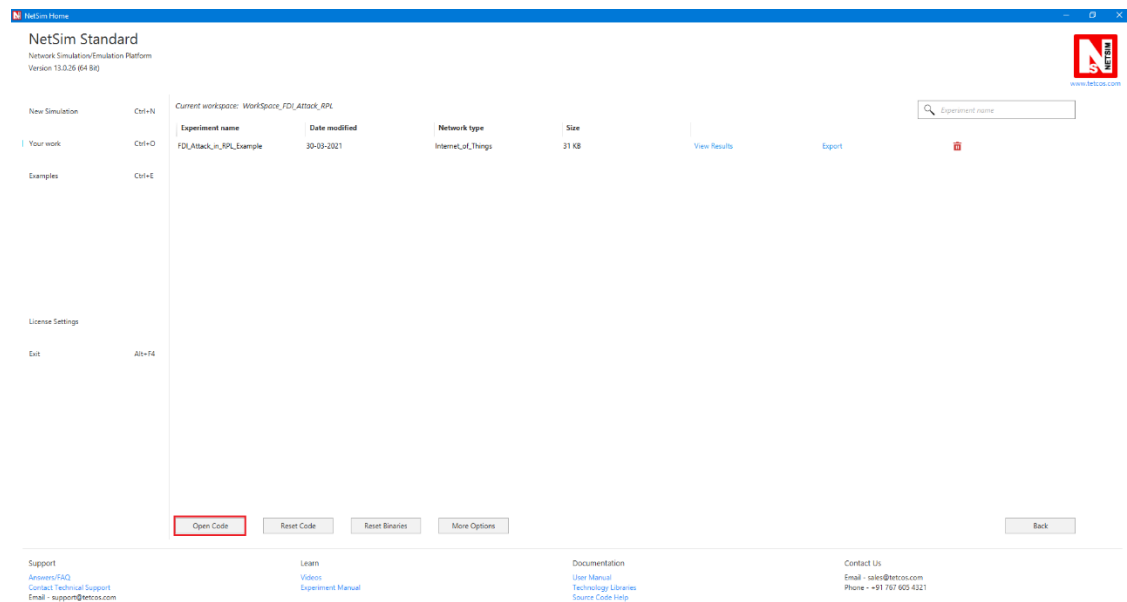 NetSim Home
NetSim Standard
Network Simulation/Emulation Platform
Version 13.0.26 (64 Bit)
NETSIM
www.tetcos.com
New Simulation Ctrl+N
Your work Ctrl+O
Examples Ctrl+E
License Settings
Exit Alt+F4
Current workspace: WorkSpace_FDI_Attack_RPL
Experiment name
Experiment name Date modified Network type Size
FDI_Attack_in_RPL_Example 30-03-2021 Internet_of_Things 31 KB View Results Export
Open Code Reset Code Reset Binaries More Options Back
Support
Answers/FAQ
Contact Technical Support
Email - support@tetcos.com
Learn
Videos
Experiment Manual
Documentation
User Manual
Technology Libraries
Source Code Help
Contact Us
Email - sales@tetcos.com
Phone - +91 767 605 4321